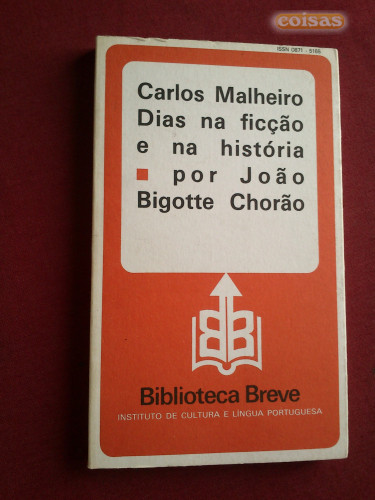 coisas
ISSN 0871 - 5165
Carlos Malheiro
Dias na ficção
e na história
por João
Bigotte Chorão
Biblioteca Breve
INSTITUTO DE CULTURA E LÍNGUA PORTUGUESA